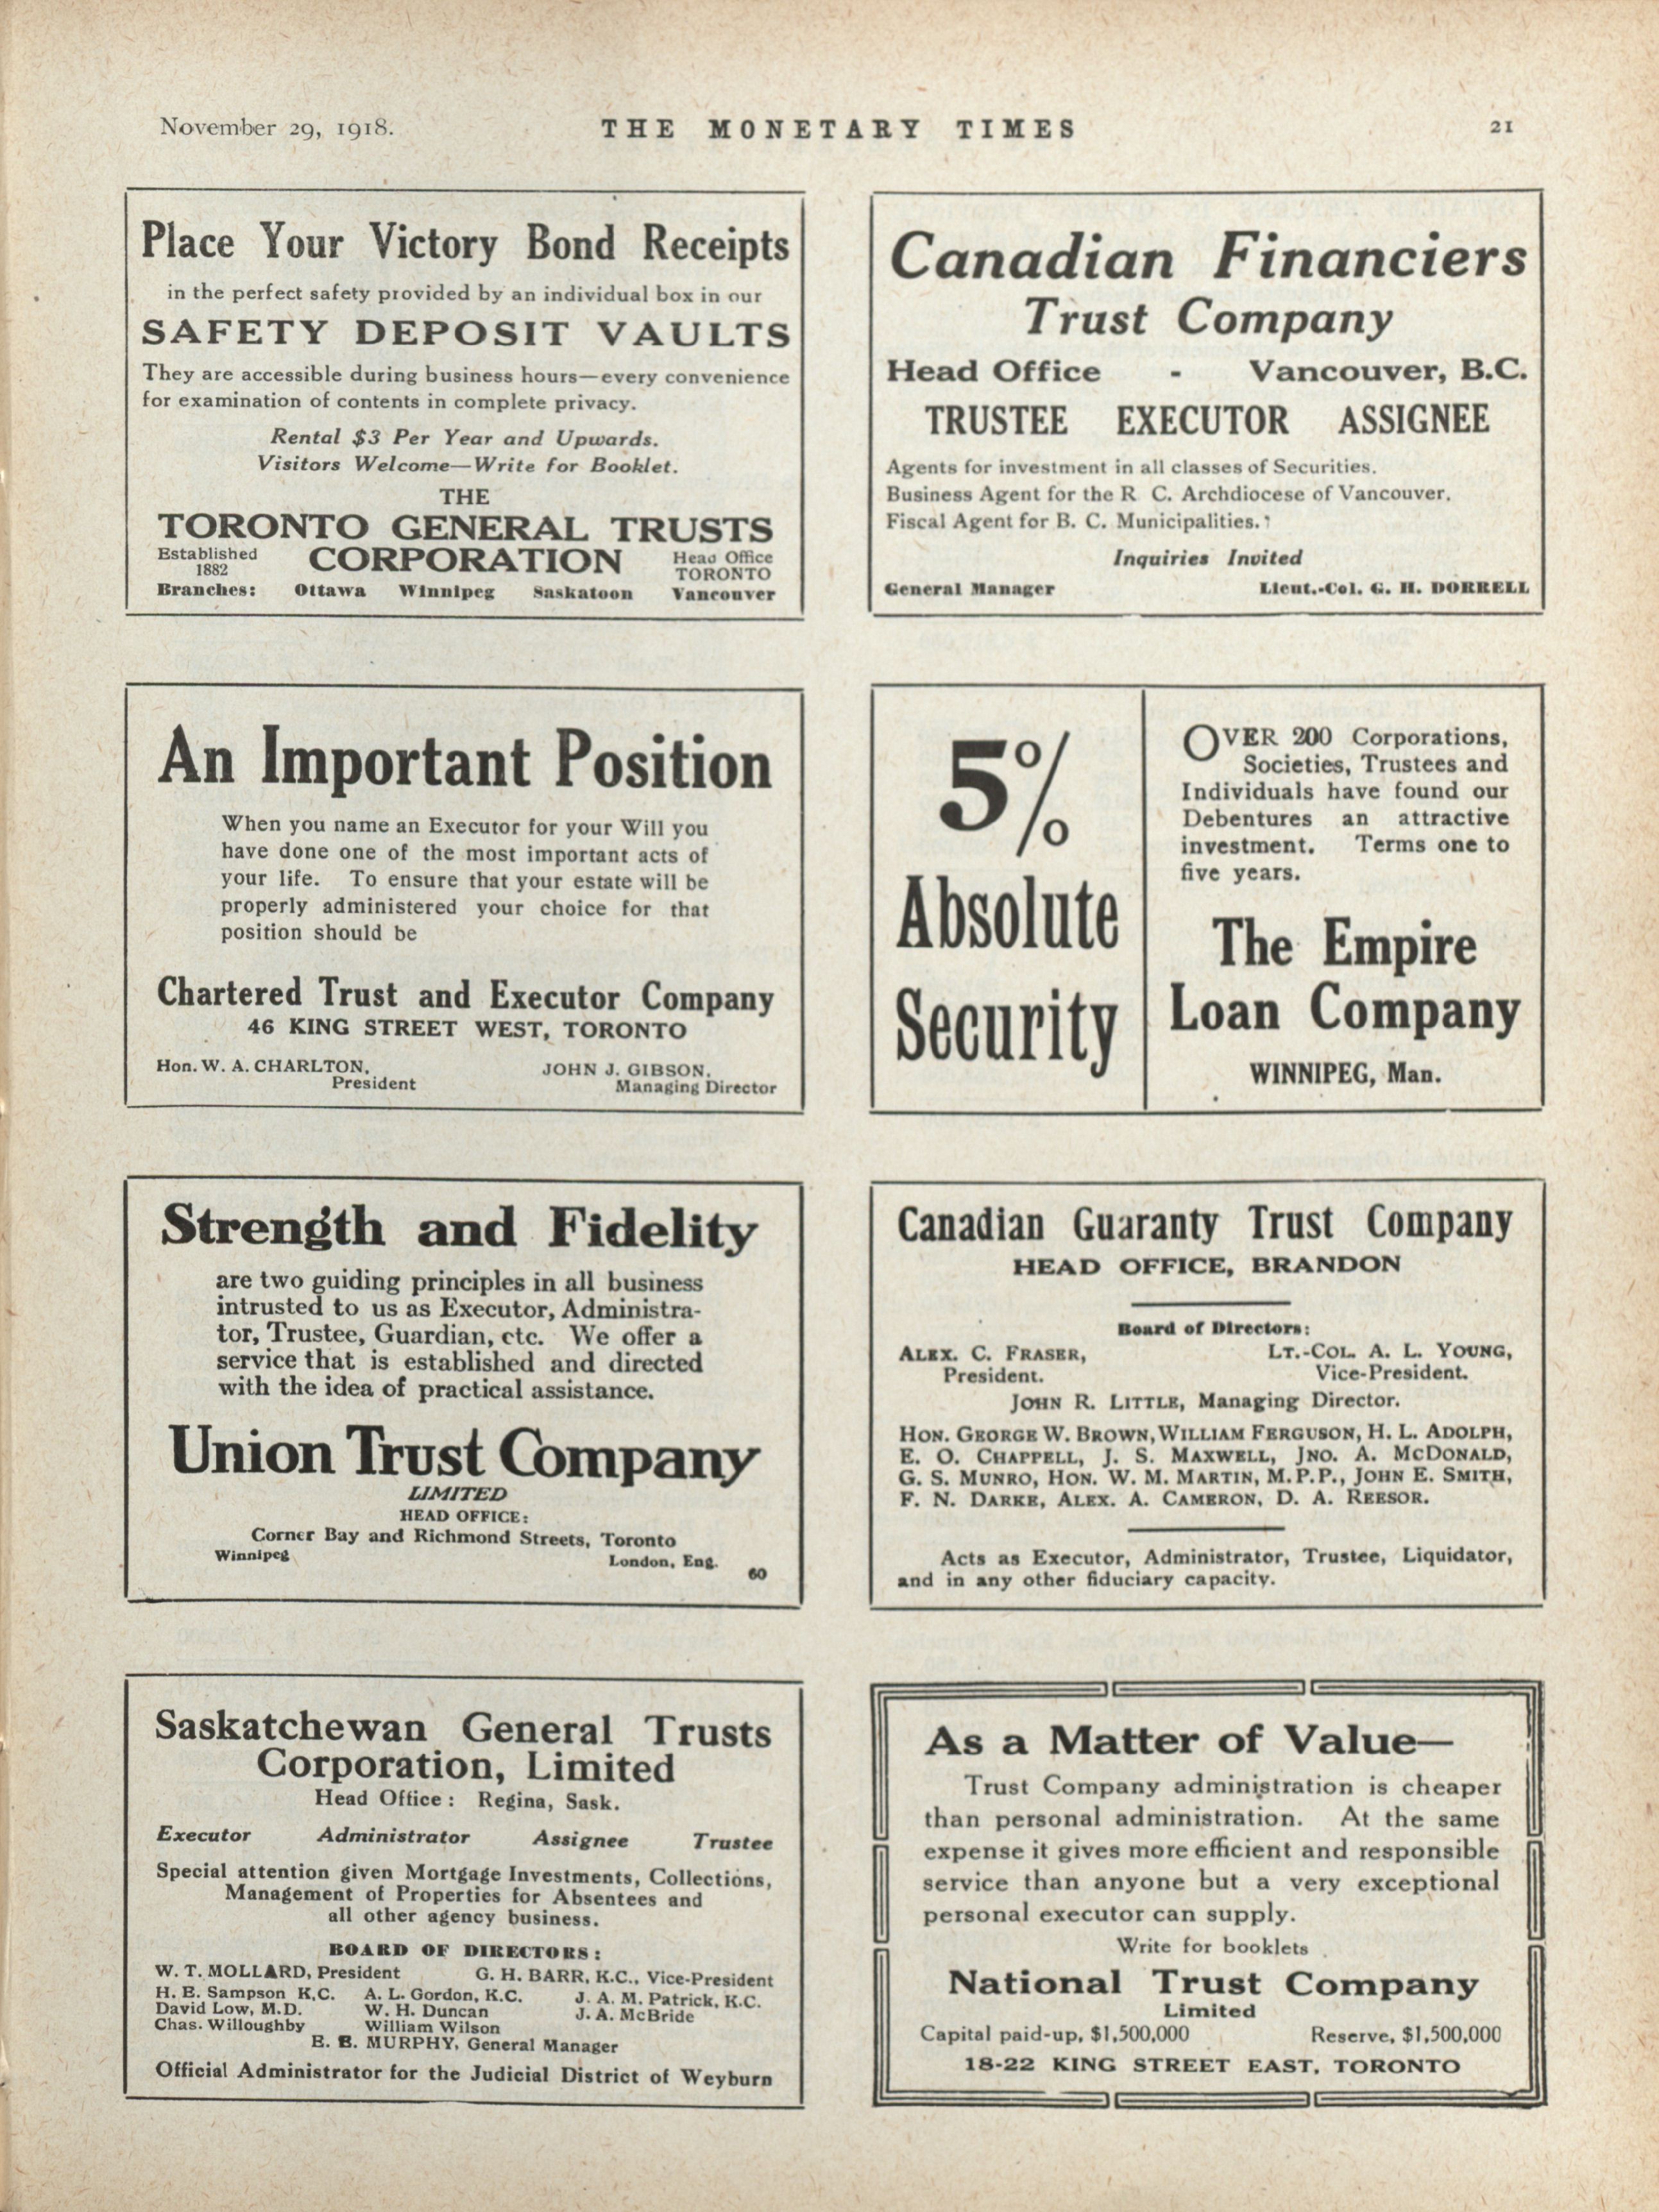 November 29, 1918.
THE MONETARY TIMES
21
Place Your Victory Bond Receipts
in the perfect safety provided by an individual box in our
SAFETY DEPOSIT VAULTS
They are accessible during business hours—every convenience
for examination of contents in complete privacy.
Rental $3 Per Year and Upwards.
Visitors Welcome—Write for Booklet.
THE
TORONTO GENERAL TRUSTS
CORPORATION
Established
1882
Head Office
TORONTO
Branches: Ottawa Winnipeg Saskatoon Vancouver
Canadian Financiers
Trust Company
Head Office - Vancouver, B.C.
TRUSTEE EXECUTOR ASSIGNEE
Agents for investment in all classes of Securities.
Business Agent for the R C. Archdiocese of Vancouver.
Fiscal Agent for B. C. Municipalities.
Inquiries Invited
General Manager Lieut.-Col. G. H. DORRELL
An Important Position
When you name an Executor for your Will you
have done one of the most important acts of
your life. To ensure that your estate will be
properly administered your choice for that
position should be
Chartered Trust and Executor Company
46 KING STREET WEST, TORONTO
Hon. W. A. CHARLTON,
President
JOHN J. GIBSON,
Managing Director
5%
Absolute
Security
OVER 200 Corporations,
Societies, Trustees and
Individuals have found our
Debentures an attractive
investment. Terms one to
five years.
The Empire
Loan Company
WINNIPEG, Man.
Strength and Fidelity
are two guiding principles in all business
intrusted to us as Executor, Administra-
tor, Trustee, Guardian, etc. We offer a
service that is established and directed
with the idea of practical assistance.
Union Trust Company
LIMITED
HEAD OFFICE:
Corner Bay and Richmond Streets, Toronto
Winnipeg London, Eng.
60
Canadian Guaranty Trust Company
HEAD OFFICE, BRANDON
Board of Directors:
ALEX. C. FRASER,
President.
LT.-COL. A. L. YOUNG,
Vice-President.
JOHN R. LITTLE, Managing Director.
HON. GEORGE W. BROWN, WILLIAM FERGUSON, H. L. ADOLPH,
E. O. CHAPPELL, J. S. MAXWELL, JNO. A. MCDONALD,
G. S. MUNRO, HON. W. M. MARTIN, M.P.P., JOHN E. SMITH,
F. N. DARKE, ALEX. A. CAMERON, D. A. REESOR.
Acts as Executor, Administrator, Trustee, Liquidator,
and in any other fiduciary capacity.
Saskatchewan General Trusts
Corporation, Limited
Head Office: Regina, Sask.
Executor Administrator Assignee Trustee
Special attention given Mortgage Investments, Collections,
Management of Properties for Absentees and
all other agency business.
BOARD OF DIRECTORS:
W. T. MOLLARD, President G. H. BARR, K.C., Vice-President
H. E. Sampson K.C. A. L. Gordon, K.C. J. A. M. Patrick, K.C.
David Low, M.D. W. H. Duncan J. A. McBride
Chas. Willoughby William Wilson
E. E. MURPHY, General Manager
Official Administrator for the Judicial District of Weyburn
As a Matter of Value—
Trust Company administration is cheaper
than personal administration. At the same
expense it gives more efficient and responsible
service than anyone but a very exceptional
personal executor can supply.
Write for booklets
National Trust Company
Limited
Capital paid-up, $1,500,000 Reserve, $1,500,000
18-22 KING STREET EAST, TORONTO